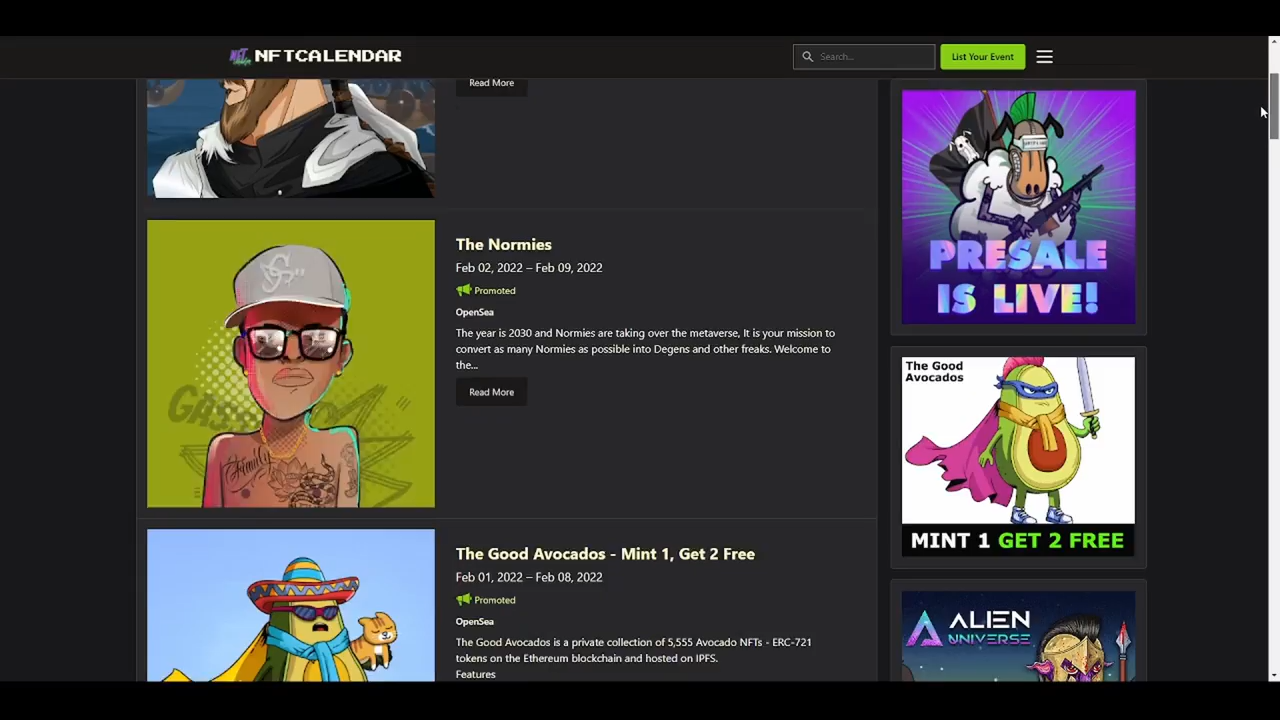 NFTCALENDAR
Search...
List Your Event
Read More
The Normies
Feb 02, 2022 – Feb 09, 2022
Promoted
OpenSea
The year is 2030 and Normies are taking over the metaverse, It is your mission to
convert as many Normies as possible into Degens and other freaks. Welcome to
the...
Read More
Family
The Good Avocados - Mint 1, Get 2 Free
Feb 01, 2022 – Feb 08, 2022
Promoted
OpenSea
The Good Avocados is a private collection of 5,555 Avocado NFTs - ERC-721
tokens on the Ethereum blockchain and hosted on IPFS.
Features
PRESALE
IS LIVE!
The Good
Avocados
MINT 1 GET 2 FREE
ALIEN
UNIVERSE